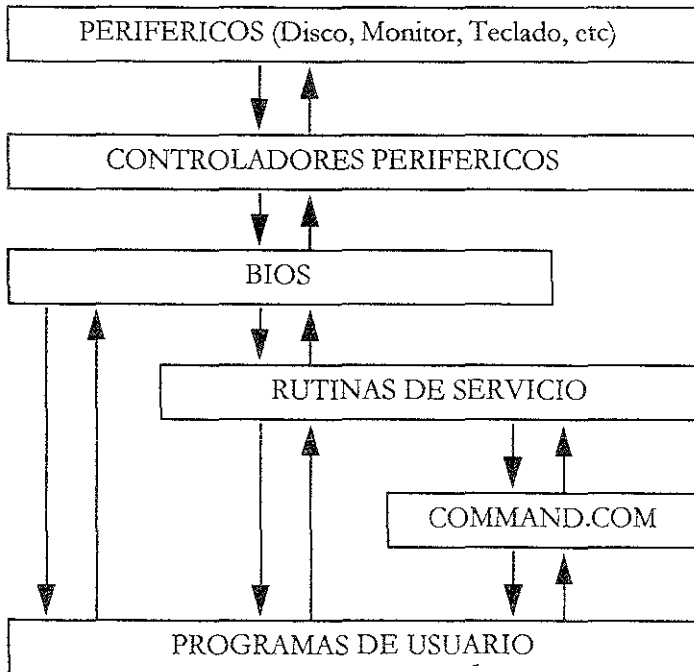 PERIFERICOS (Disco, Monitor, Teclado, etc)
CONTROLADORES PERIFERICOS
BIOS
RUTINAS DE SERVICIO
COMMAND.COM
PROGRAMAS DE USUARIO